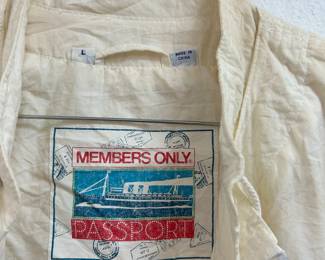 L
MADE IN
CHINA
MEMBERS ONLY
PASSPORT